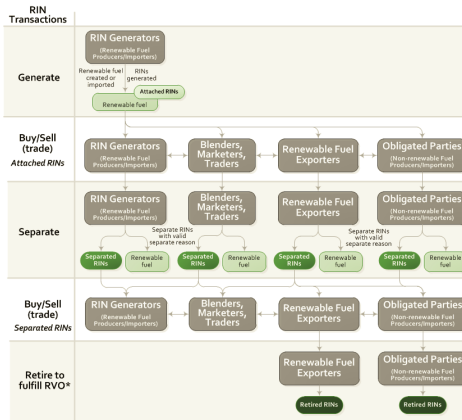 RIN
Transactions
Generate
RIN Generators
(Renewable Fuel
Producers/Importers)
Renewable fuel
created or
imported
RINs
generated
Attached RINs
Renewable fuel
Buy/Sell
(trade)
Attached RINs
RIN Generators
(Renewable Fuel
Producers/Importers)
Blenders,
Marketers,
Traders
Renewable Fuel
Exporters
Obligated Parties
(Non-renewable Fuel
Producers/Importers)
Separate
RIN Generators
(Renewable Fuel
Producers/Importers)
Blenders,
Marketers,
Traders
Renewable Fuel
Exporters
Obligated Parties
(Non-renewable Fuel
Producers/Importers)
Separate RINs
with valid
separate reason
Separate RINs
with valid
separate reason
Separated
RINs
Renewable
fuel
Separated
RINs
Renewable
fuel
Separated
RINs
Renewable
fuel
Separated
RINs
Renewable
fuel
Buy/Sell
(trade)
Separated RINs
RIN Generators
(Renewable Fuel
Producers/Importers)
Blenders,
Marketers,
Traders
Renewable Fuel
Exporters
Obligated Parties
(Non-renewable Fuel
Producers/Importers)
Retire to
fulfill RVO*
Renewable Fuel
Exporters
Obligated Parties
(Non-renewable Fuel
Producers/Importers)
Retired RINs
Retired RINs